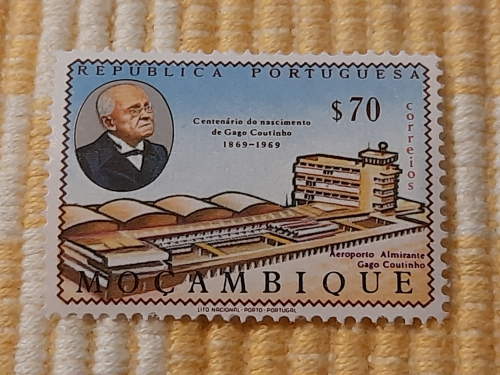 REPÚBLICA PORTUGUESA
Centenário do nascimento
de Gago Coutinho
1869-1969
$70
correios
Aeroporto Almirante
Gago Coutinho
MOÇAMBIQUE
LITO NACIONAL-PORTO-PORTUGAL